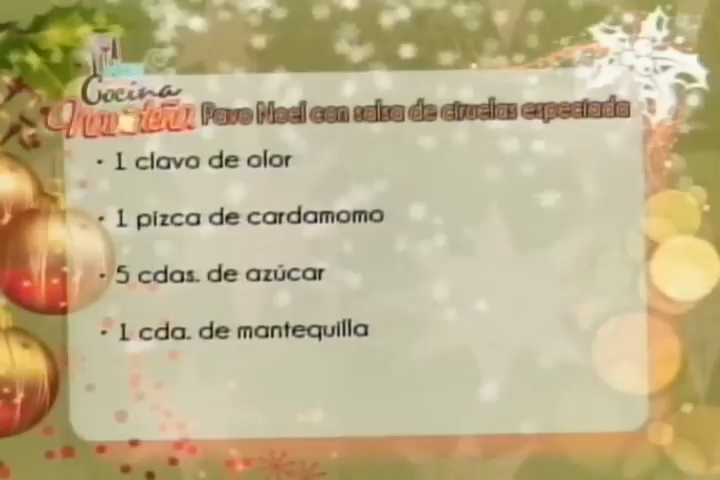 Cocina
Navideña
Pavo Noel con salsa de ciruelas especiada
· 1 clavo de olor
· 1 pizca de cardamomo
· 5 cdas. de azúcar
· 1 cda. de mantequilla